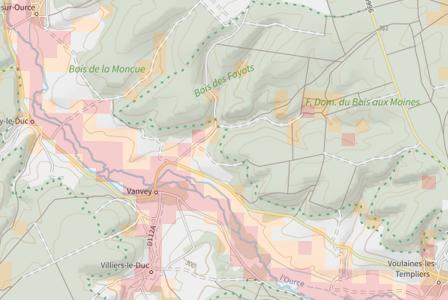 sur-Ource
Bois de la Moncue
Bois des Fayots
F. Dom. du Bois aux Moines
y-le-Duc
Vanvey
D112A
Villiers-le-Duc
l'Ource
Voulaines-les-
Templiers